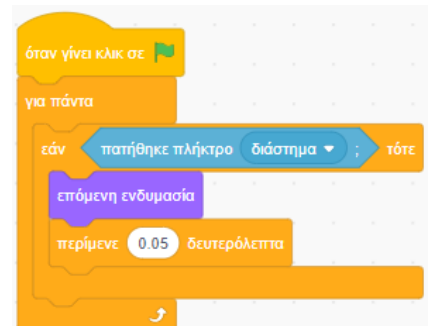 όταν γίνει κλικ σε
για πάντα
εάν πατήθηκε πλήκτρο διάστημα ; τότε
επόμενη ενδυμασία
περίμενε 0.05 δευτερόλεπτα